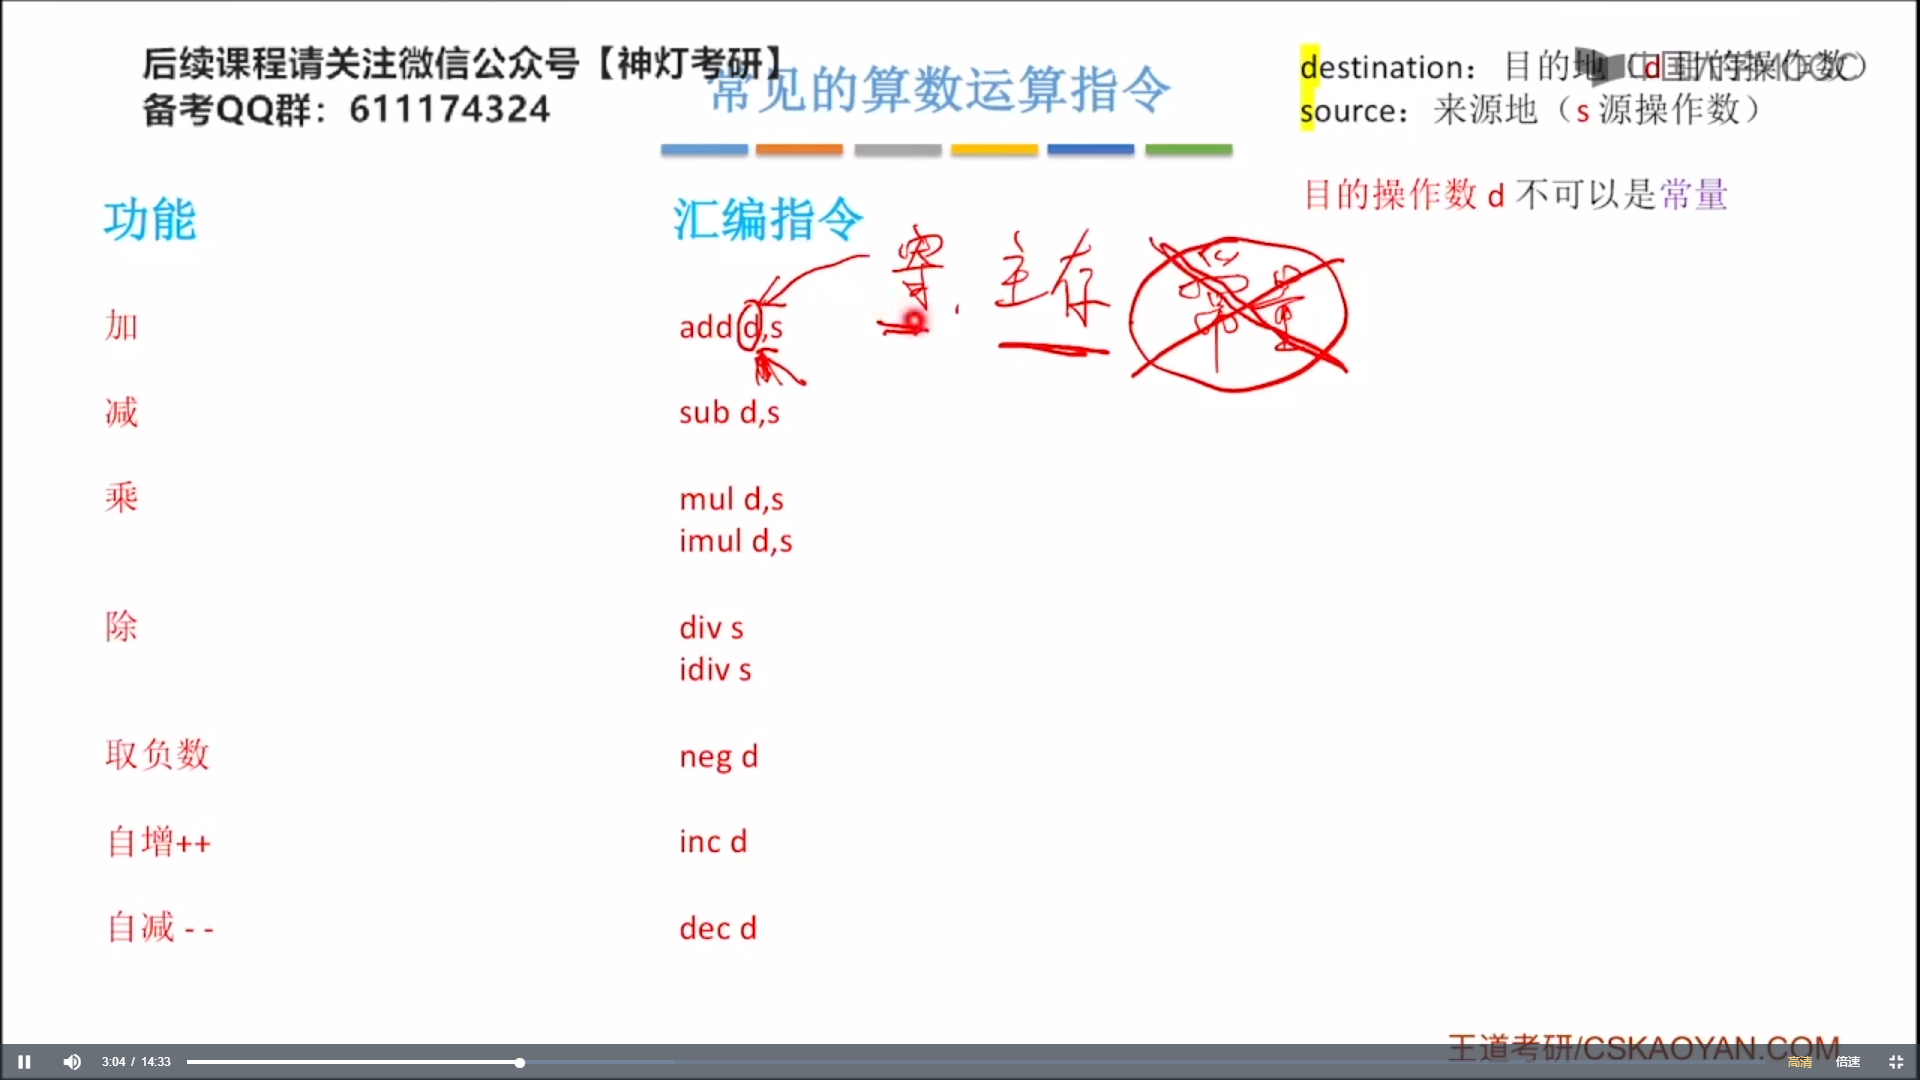 后续课程请关注微信公众号【神灯考研】
备考QQ群：611174324
常见的算数运算指令
destination：目的地（d 目的操作数）
source：来源地（s 源操作数）
目的操作数 d 不可以是常量
功能
汇编指令
寄、主存
常量
加
add d,s
减
sub d,s
乘
mul d,s
imul d,s
除
div s
idiv s
取负数
neg d
自增++
inc d
自减 - -
dec d
王道考研/CSKAOYAN.COM
3:04 / 14:33
高清
倍速